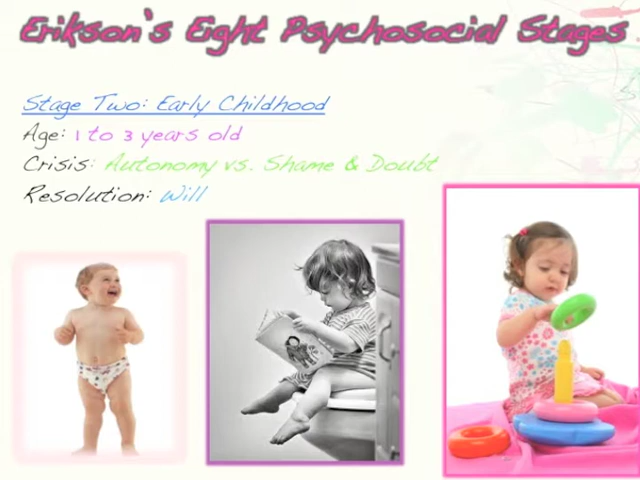 Erikson's Eight Psychosocial Stages
Stage Two: Early Childhood
Age: 1 to 3 years old
Crisis: Autonomy vs. Shame & Doubt
Resolution: Will